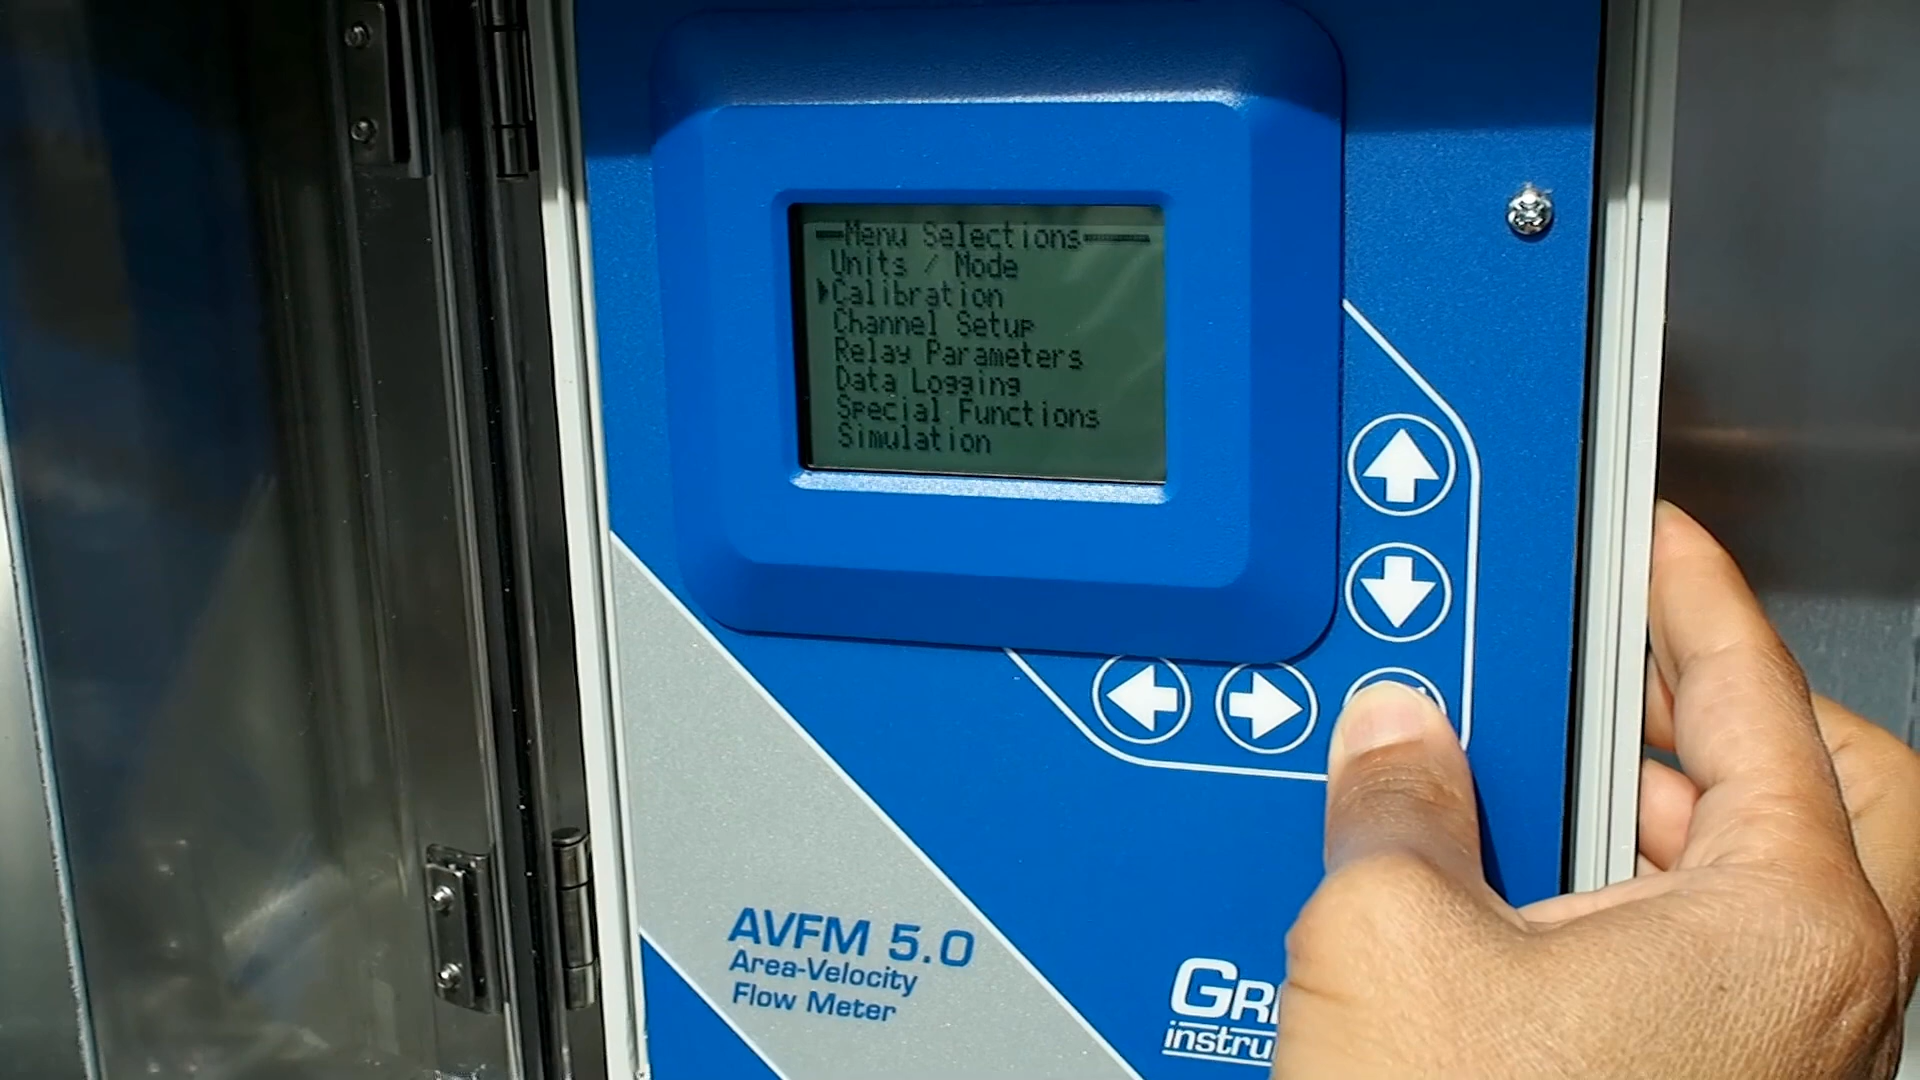 Menu Selections
Units / Mode
Calibration
Channel Setup
Relay Parameters
Data Logging
Special Functions
Simulation
AVFM 5.0
Area-Velocity
Flow Meter